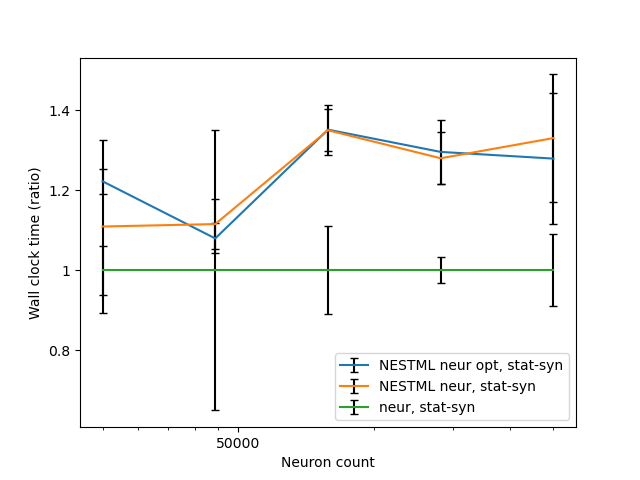 1.4
1.2
1
0.8
Wall clock time (ratio)
NESTML neur opt, stat-syn
NESTML neur, stat-syn
neur, stat-syn
50000
Neuron count